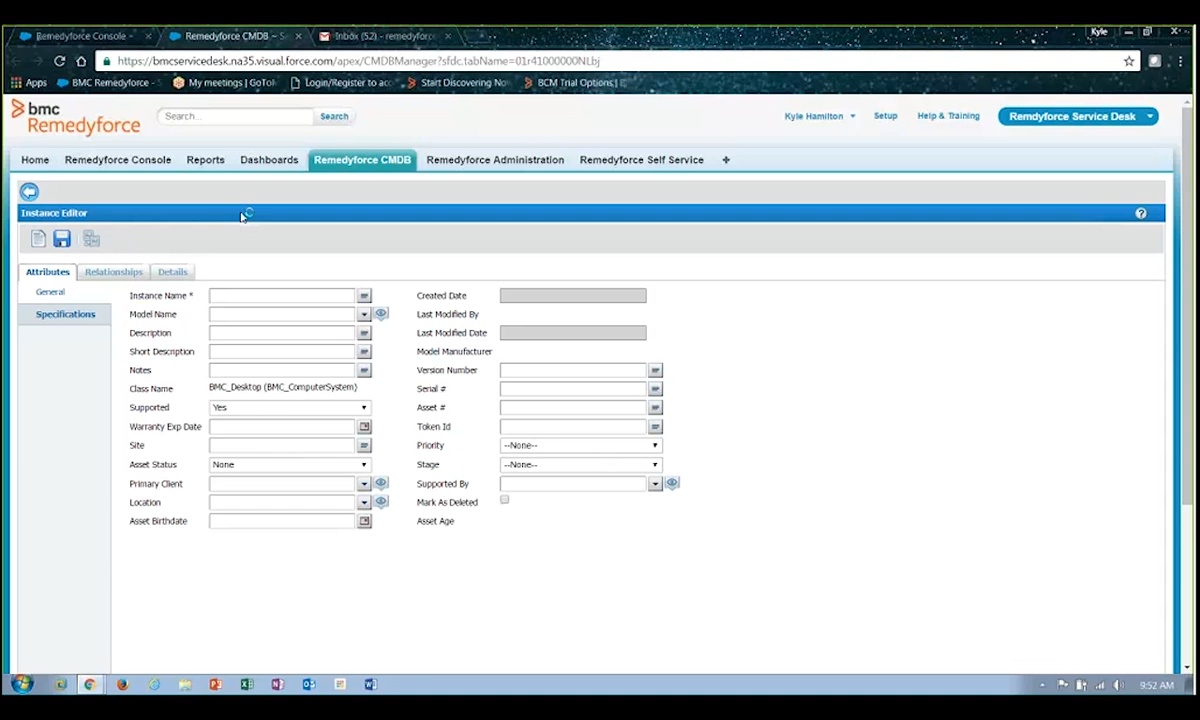 Remedyforce Console -
Remedyforce CMDB ~ S
Inbox (52) - remedyforc
Kyle
https://bmcservicedesk.na35.visual.force.com/apex/CMDBManager?sfdc.tabName=01r41000000NLbj
Apps
BMC Remedyforce -
My meetings | GoTo
Login/Register to acc
Start Discovering No
BCM Trial Options |
bmc
Remedyforce
Search...
Search
Kyle Hamilton
Setup
Help & Training
Remdyforce Service Desk
Home
Remedyforce Console
Reports
Dashboards
Remedyforce CMDB
Remedyforce Administration
Remedyforce Self Service
+
Instance Editor
?
Attributes
Relationships
Details
General
Specifications
Instance Name *
Created Date
Model Name
Last Modified By
Description
Last Modified Date
Short Description
Model Manufacturer
Notes
Version Number
Class Name
BMC_Desktop (BMC_ComputerSystem)
Serial #
Supported
Yes
Asset #
Warranty Exp Date
Token Id
Site
Priority
--None--
Asset Status
None
Stage
--None--
Primary Client
Supported By
Location
Mark As Deleted
Asset Birthdate
Asset Age
9:52 AM